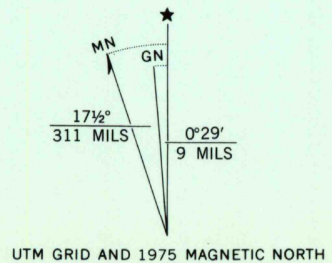 MN
GN
17½°
311 MILS
0°29′
9 MILS
UTM GRID AND 1975 MAGNETIC NORTH